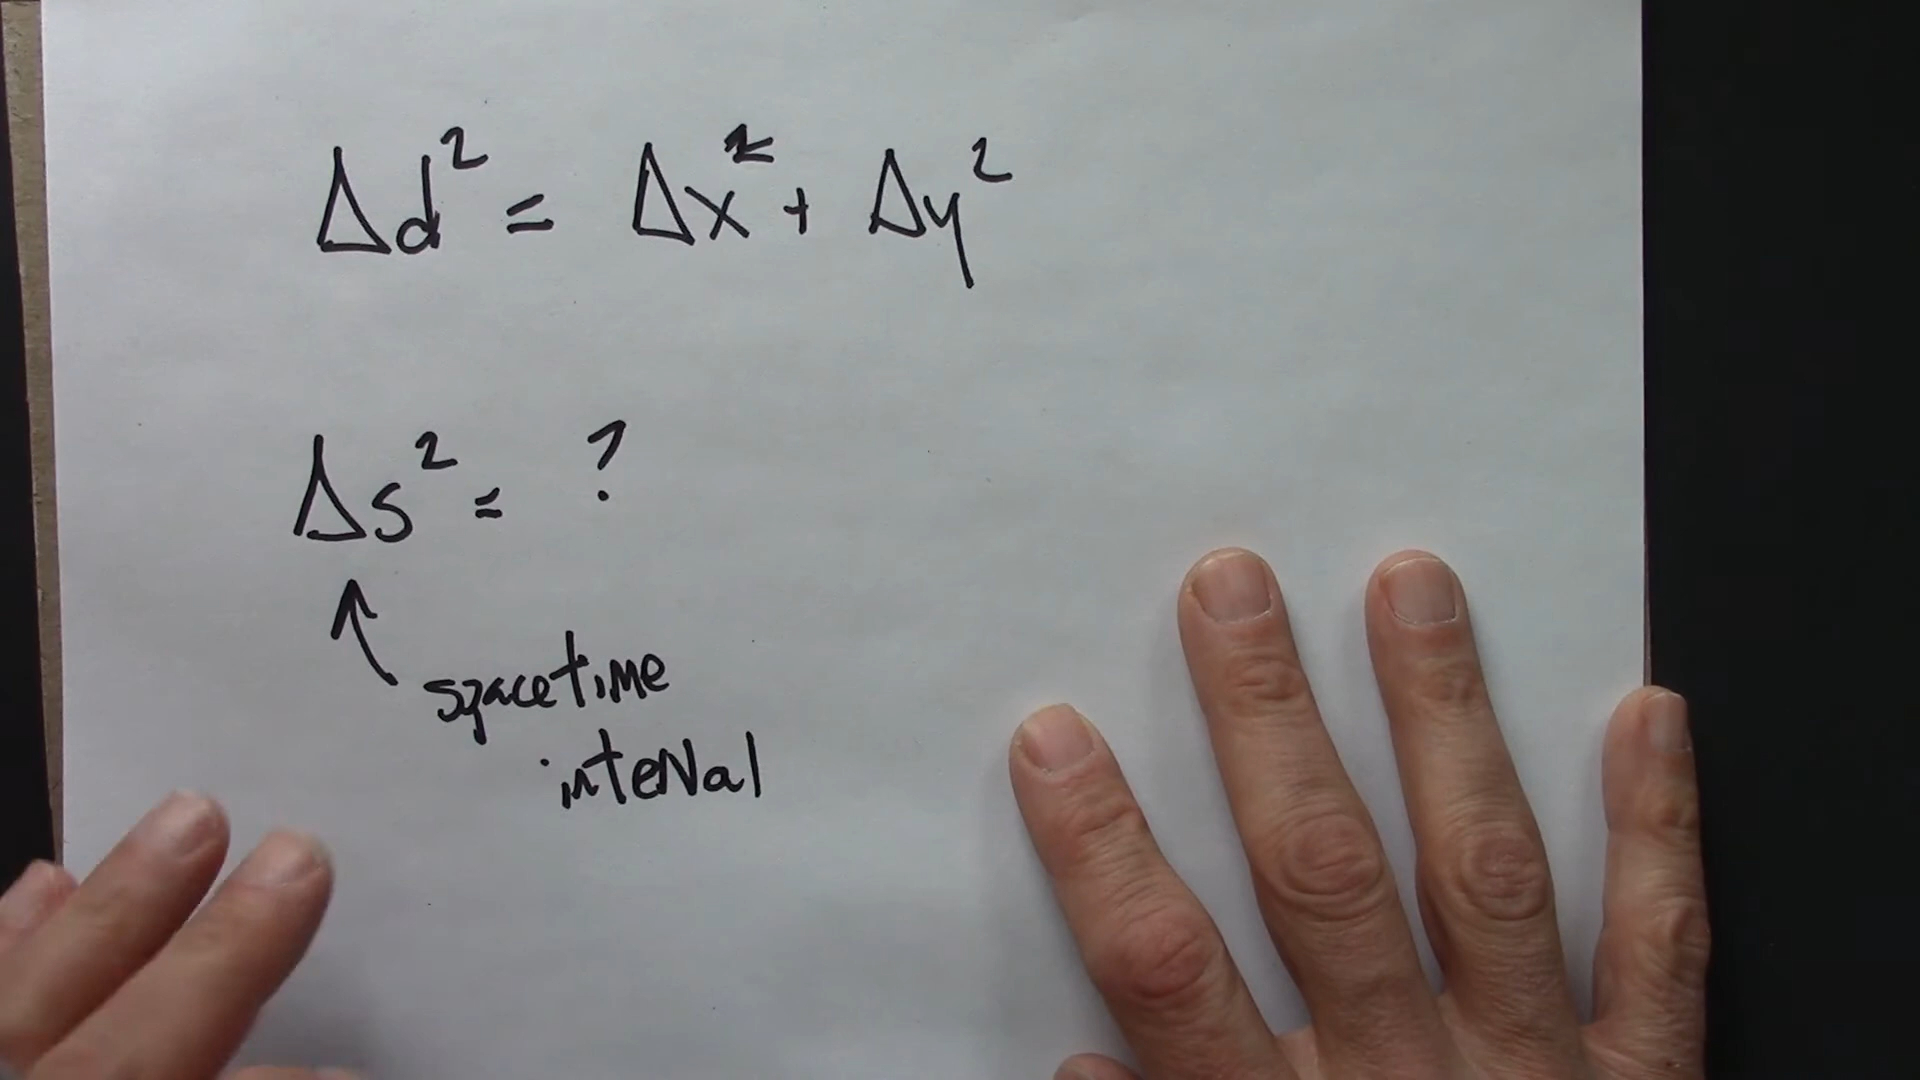 Δd² = Δx² + Δy²
Δs² = ?
↑
spacetime
interval